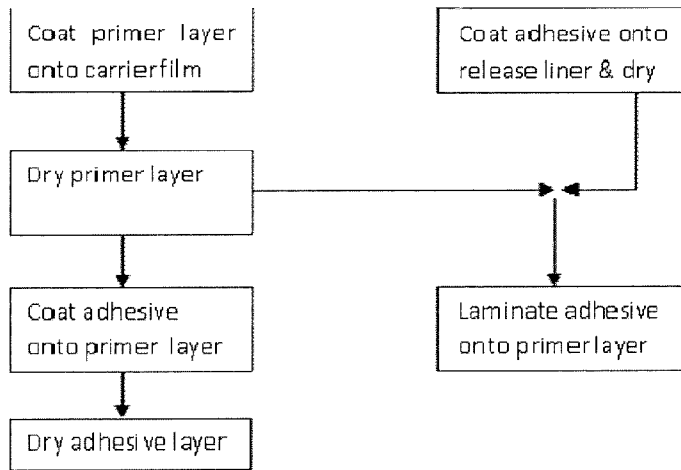 Coat primer layer
onto carrierfilm
Coat adhesive onto
release liner & dry
Dry primer layer
Coat adhesive
onto primer layer
Laminate adhesive
onto primer layer
Dry adhesive layer